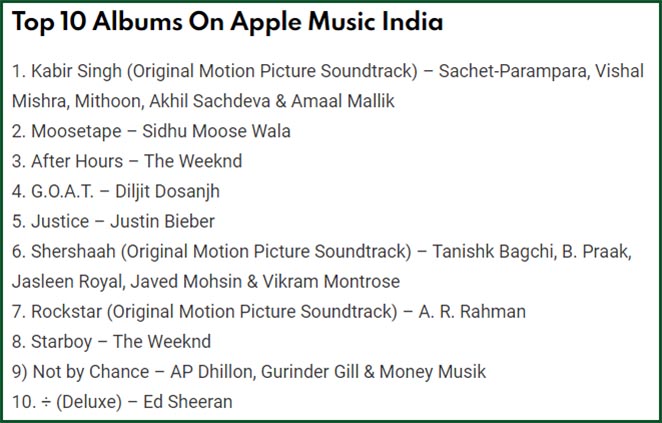 Top 10 Albums On Apple Music India
1. Kabir Singh (Original Motion Picture Soundtrack) – Sachet-Parampara, Vishal
Mishra, Mithoon, Akhil Sachdeva & Amaal Mallik
2. Moosetape – Sidhu Moose Wala
3. After Hours – The Weeknd
4. G.O.A.T. – Diljit Dosanjh
5. Justice – Justin Bieber
6. Shershaah (Original Motion Picture Soundtrack) – Tanishk Bagchi, B. Praak,
Jasleen Royal, Javed Mohsin & Vikram Montrose
7. Rockstar (Original Motion Picture Soundtrack) – A. R. Rahman
8. Starboy – The Weeknd
9) Not by Chance – AP Dhillon, Gurinder Gill & Money Musik
10. ÷ (Deluxe) – Ed Sheeran